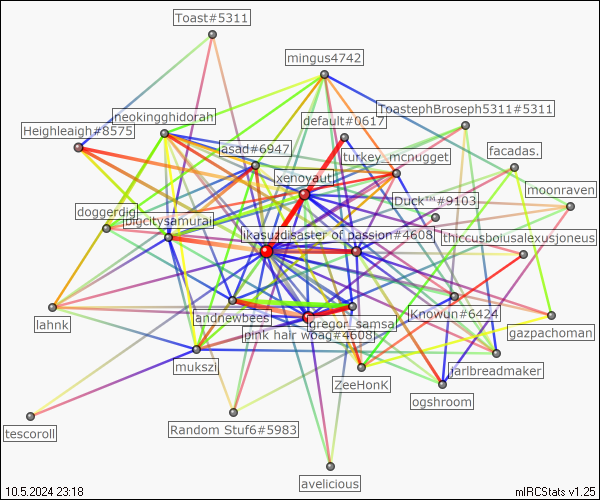 Toast#5311
mingus4742
ToastephBroseph5311#5311
neokingghidorah
default#0617
Heighleigh#8575
asad#6947
turkey_mcnugget
facadas.
xenoyaut
moonraven
Duck™#9103
doggerdig
bigcitysamurai
likasuzdisaster of passion#4608
thiccusboiusalexusjoneus
lahnk
andnewbees
gregor_samsa
Knowun#6424
gazpachoman
pink hair woag#4608
mukszi
jarlbreadmaker
ZeeHonK
ogshroom
tescoroll
Random Stuf6#5983
avelicious
10.5.2024 23:18
mIRCStats v1.25